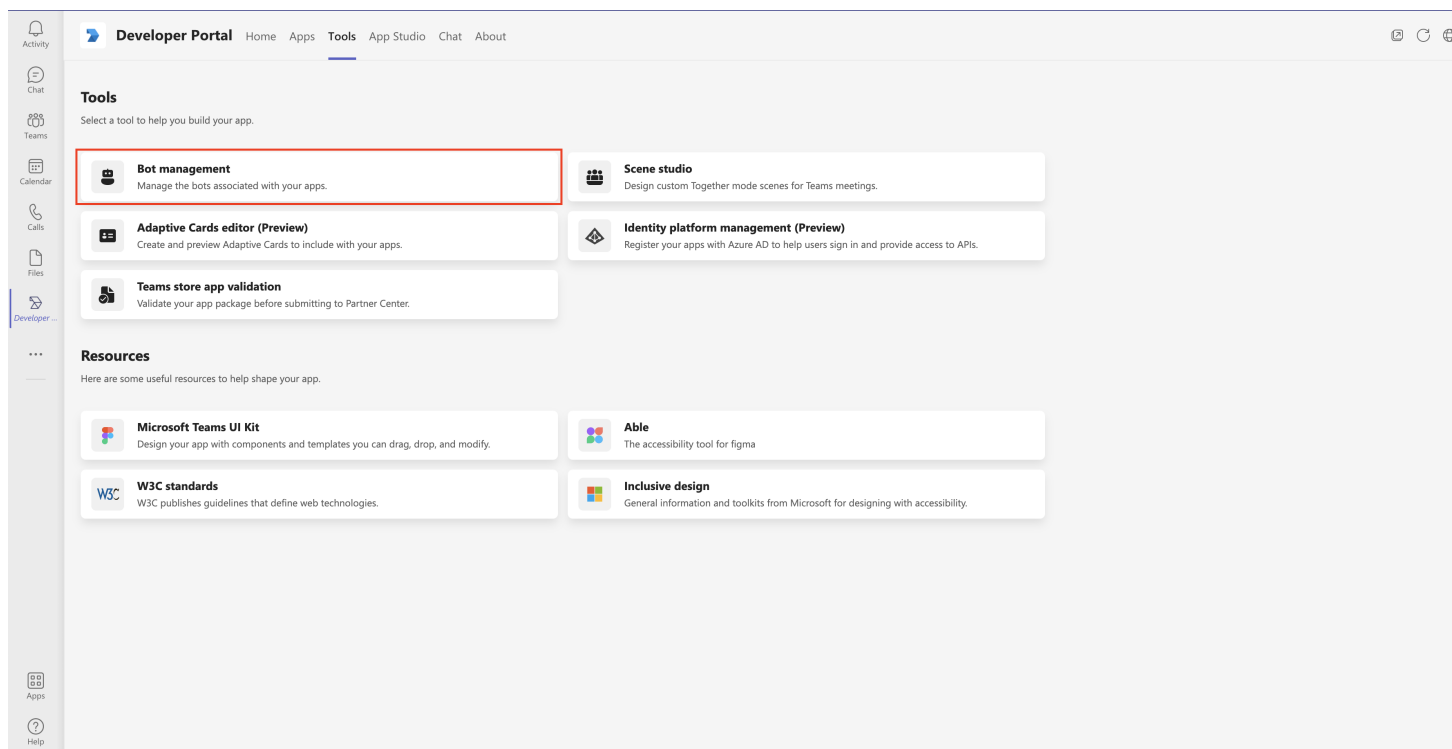 Activity
Chat
Teams
Calendar
Calls
Files
Developer ...
Apps
Help
Developer Portal Home Apps Tools App Studio Chat About
Tools
Select a tool to help you build your app.
Bot management
Manage the bots associated with your apps.
Scene studio
Design custom Together mode scenes for Teams meetings.
Adaptive Cards editor (Preview)
Create and preview Adaptive Cards to include with your apps.
Identity platform management (Preview)
Register your apps with Azure AD to help users sign in and provide access to APIs.
Teams store app validation
Validate your app package before submitting to Partner Center.
Resources
Here are some useful resources to help shape your app.
Microsoft Teams UI Kit
Design your app with components and templates you can drag, drop, and modify.
Able
The accessibility tool for figma
W3C
W3C standards
W3C publishes guidelines that define web technologies.
Inclusive design
General information and toolkits from Microsoft for designing with accessibility.